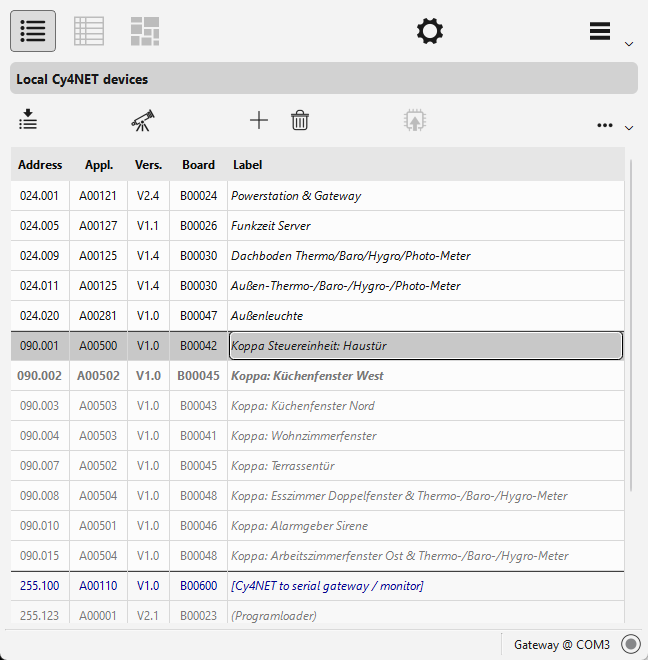 Local Cy4NET devices
Address Appl. Vers. Board Label
024.001 A00121 V2.4 B00024 Powerstation & Gateway
024.005 A00127 V1.1 B00026 Funkzeit Server
024.009 A00125 V1.4 B00030 Dachboden Thermo/Baro/Hygro/Photo-Meter
024.011 A00125 V1.4 B00030 Außen-Thermo-/Baro-/Hygro-/Photo-Meter
024.020 A00281 V1.0 B00047 Außenleuchte
090.001 A00500 V1.0 B00042 Koppa Steuereinheit: Haustür
090.002 A00502 V1.0 B00045 Koppa: Küchenfenster West
090.003 A00503 V1.0 B00043 Koppa: Küchenfenster Nord
090.004 A00503 V1.0 B00041 Koppa: Wohnzimmerfenster
090.007 A00502 V1.0 B00045 Koppa: Terrassentür
090.008 A00504 V1.0 B00048 Koppa: Esszimmer Doppelfenster & Thermo-/Baro-/Hygro-Meter
090.010 A00501 V1.0 B00046 Koppa: Alarmgeber Sirene
090.015 A00504 V1.0 B00048 Koppa: Arbeitszimmerfenster Ost & Thermo-/Baro-/Hygro-Meter
255.100 A00110 V1.0 B00600 [Cy4NET to serial gateway / monitor]
255.123 A00001 V2.1 B00023 (Programloader)
Gateway @ COM3